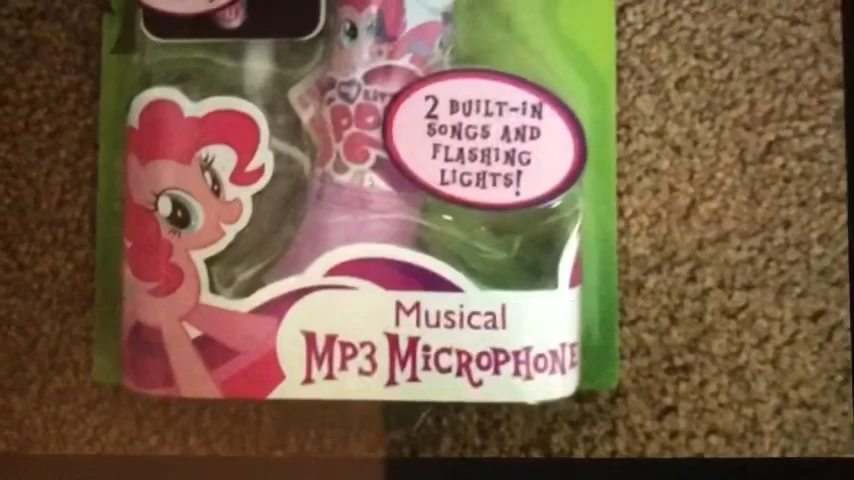 2 BUILT-IN
SONGS AND
FLASHING
LIGHTS!
Musical
MP3 MICROPHONE